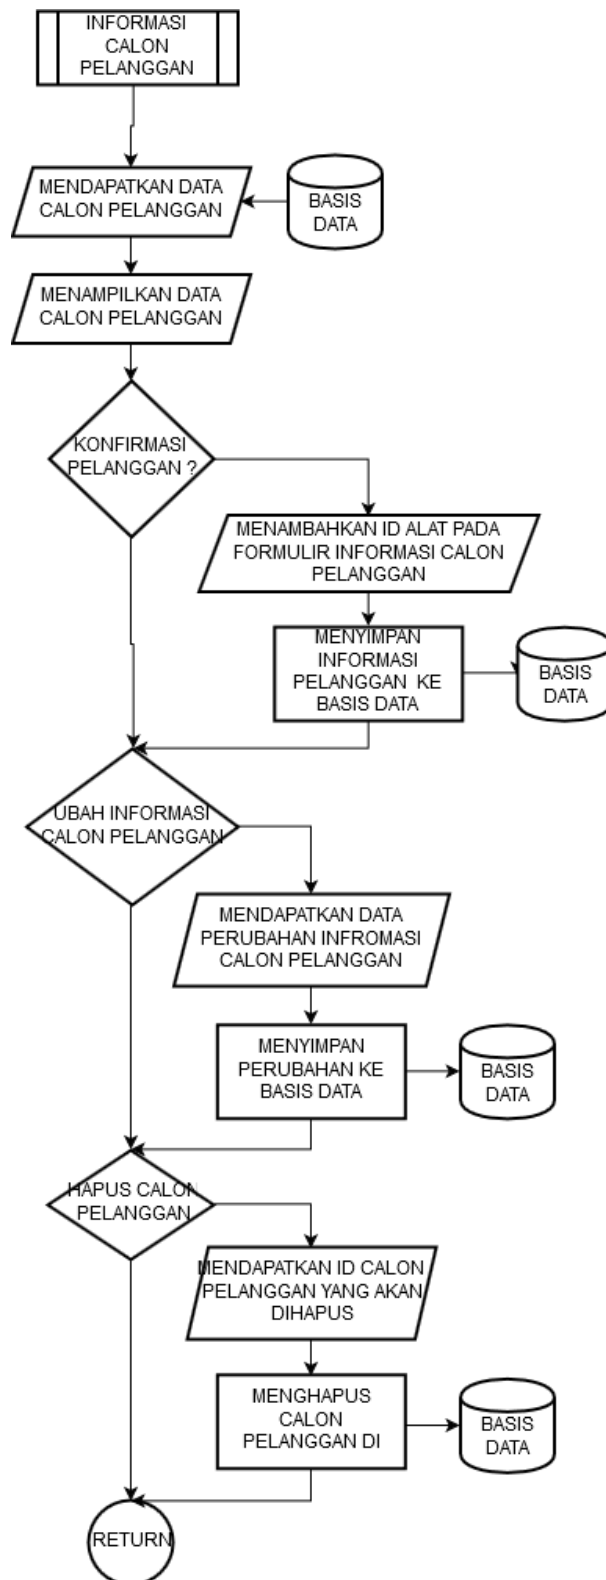 INFORMASI
CALON
PELANGGAN
MENDAPATKAN DATA
CALON PELANGGAN
BASIS
DATA
MENAMPILKAN DATA
CALON PELANGGAN
KONFIRMASI
PELANGGAN ?
MENAMBAHKAN ID ALAT PADA
FORMULIR INFORMASI CALON
PELANGGAN
MENYIMPAN
INFORMASI
PELANGGAN KE
BASIS DATA
BASIS
DATA
UBAH INFORMASI
CALON PELANGGAN
MENDAPATKAN DATA
PERUBAHAN INFROMASI
CALON PELANGGAN
MENYIMPAN
PERUBAHAN KE
BASIS DATA
BASIS
DATA
HAPUS CALON
PELANGGAN
MENDAPATKAN ID CALON
PELANGGAN YANG AKAN
DIHAPUS
MENGHAPUS
CALON
PELANGGAN DI
BASIS
DATA
RETURN